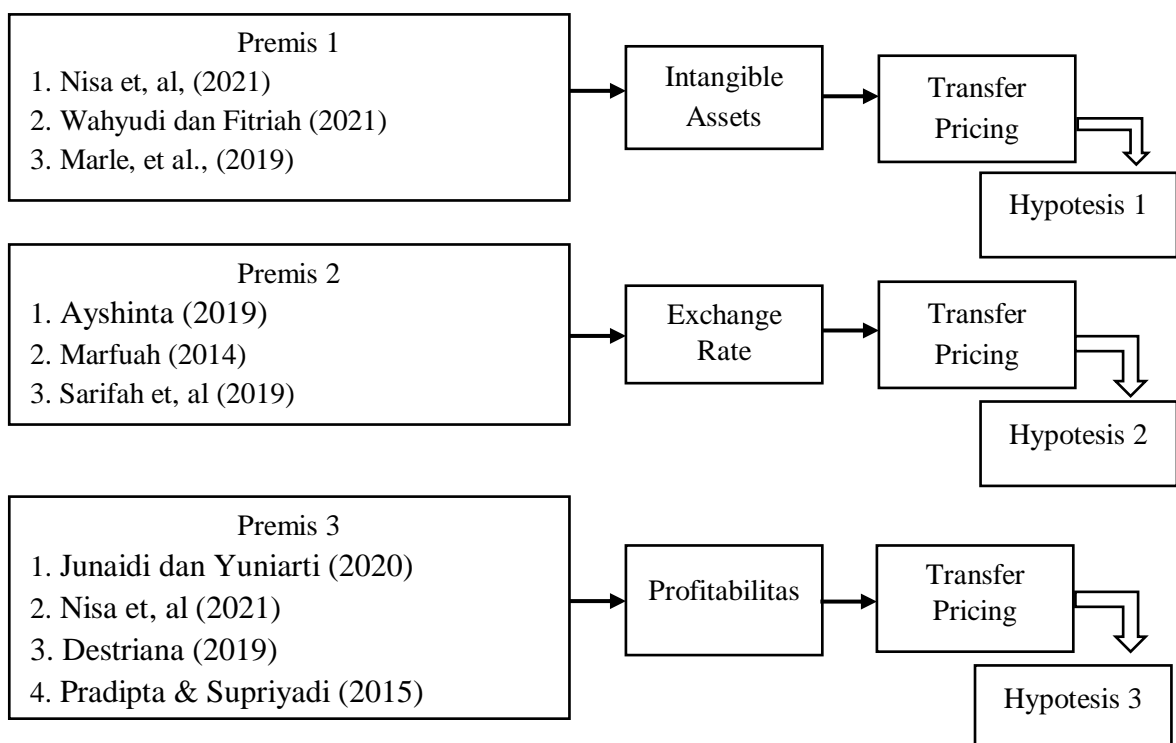 Premis 1
1. Nisa et, al, (2021)
2. Wahyudi dan Fitriah (2021)
3. Marle, et al., (2019)
Intangible
Assets
Transfer
Pricing
Hypotesis 1
Premis 2
1. Ayshinta (2019)
2. Marfuah (2014)
3. Sarifah et, al (2019)
Exchange
Rate
Transfer
Pricing
Hypotesis 2
Premis 3
1. Junaidi dan Yuniarti (2020)
2. Nisa et, al (2021)
3. Destriana (2019)
4. Pradipta & Supriyadi (2015)
Profitabilitas
Transfer
Pricing
Hypotesis 3